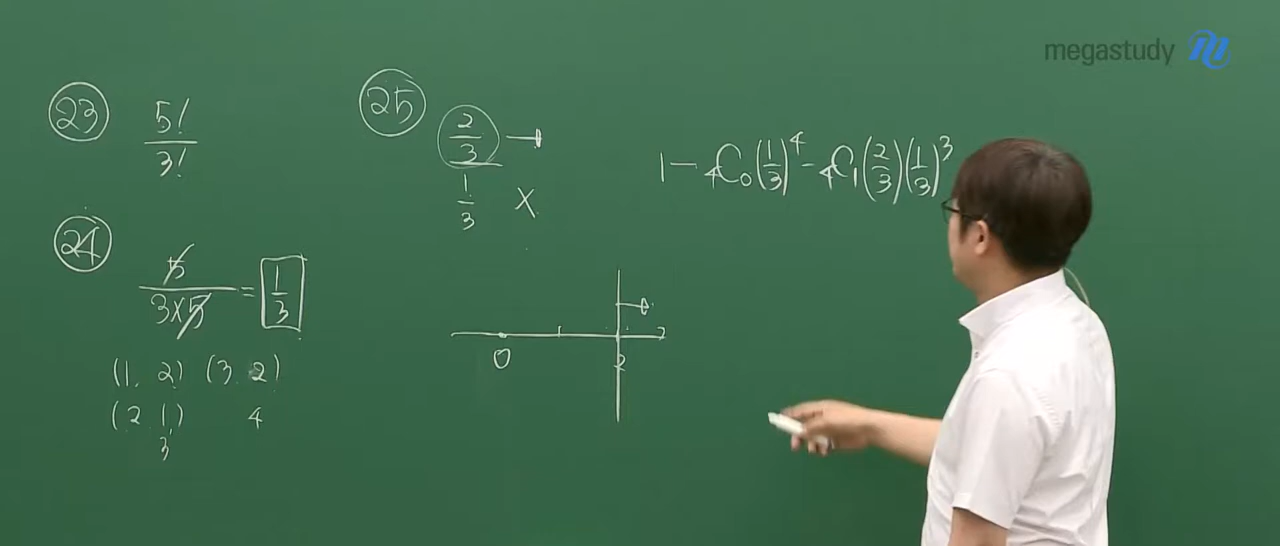 megastudy
23 5!/3!
24 5/(3×5) = 1/3
(1, 2) (3, 2)
(2, 1) 4
3
25 2/3 →
1/3 ×
0 2
1 - ₄C₀(1/3)⁴ - ₄C₁(2/3)(1/3)³